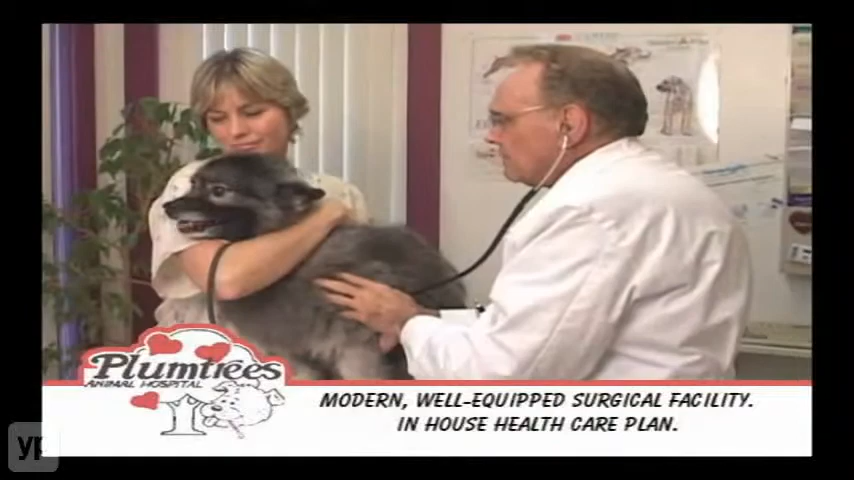 Plumtrees
ANIMAL HOSPITAL
MODERN, WELL-EQUIPPED SURGICAL FACILITY.
IN HOUSE HEALTH CARE PLAN.
yp